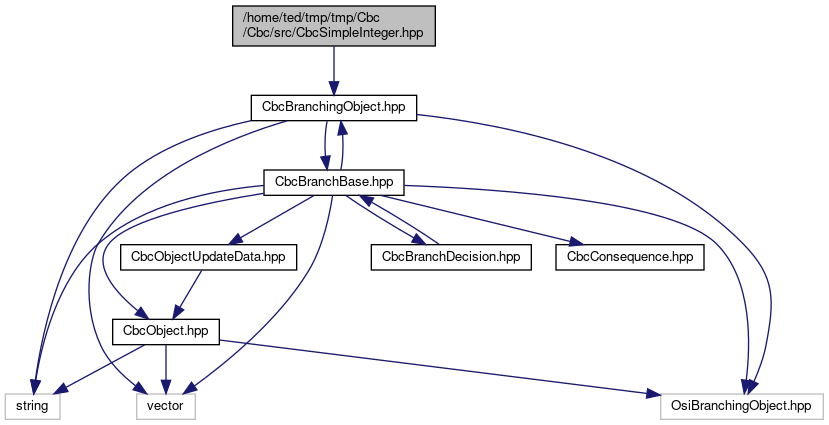 /home/ted/tmp/tmp/Cbc
/Cbc/src/CbcSimpleInteger.hpp
CbcBranchingObject.hpp
CbcBranchBase.hpp
CbcObjectUpdateData.hpp
CbcBranchDecision.hpp
CbcConsequence.hpp
CbcObject.hpp
string
vector
OsiBranchingObject.hpp